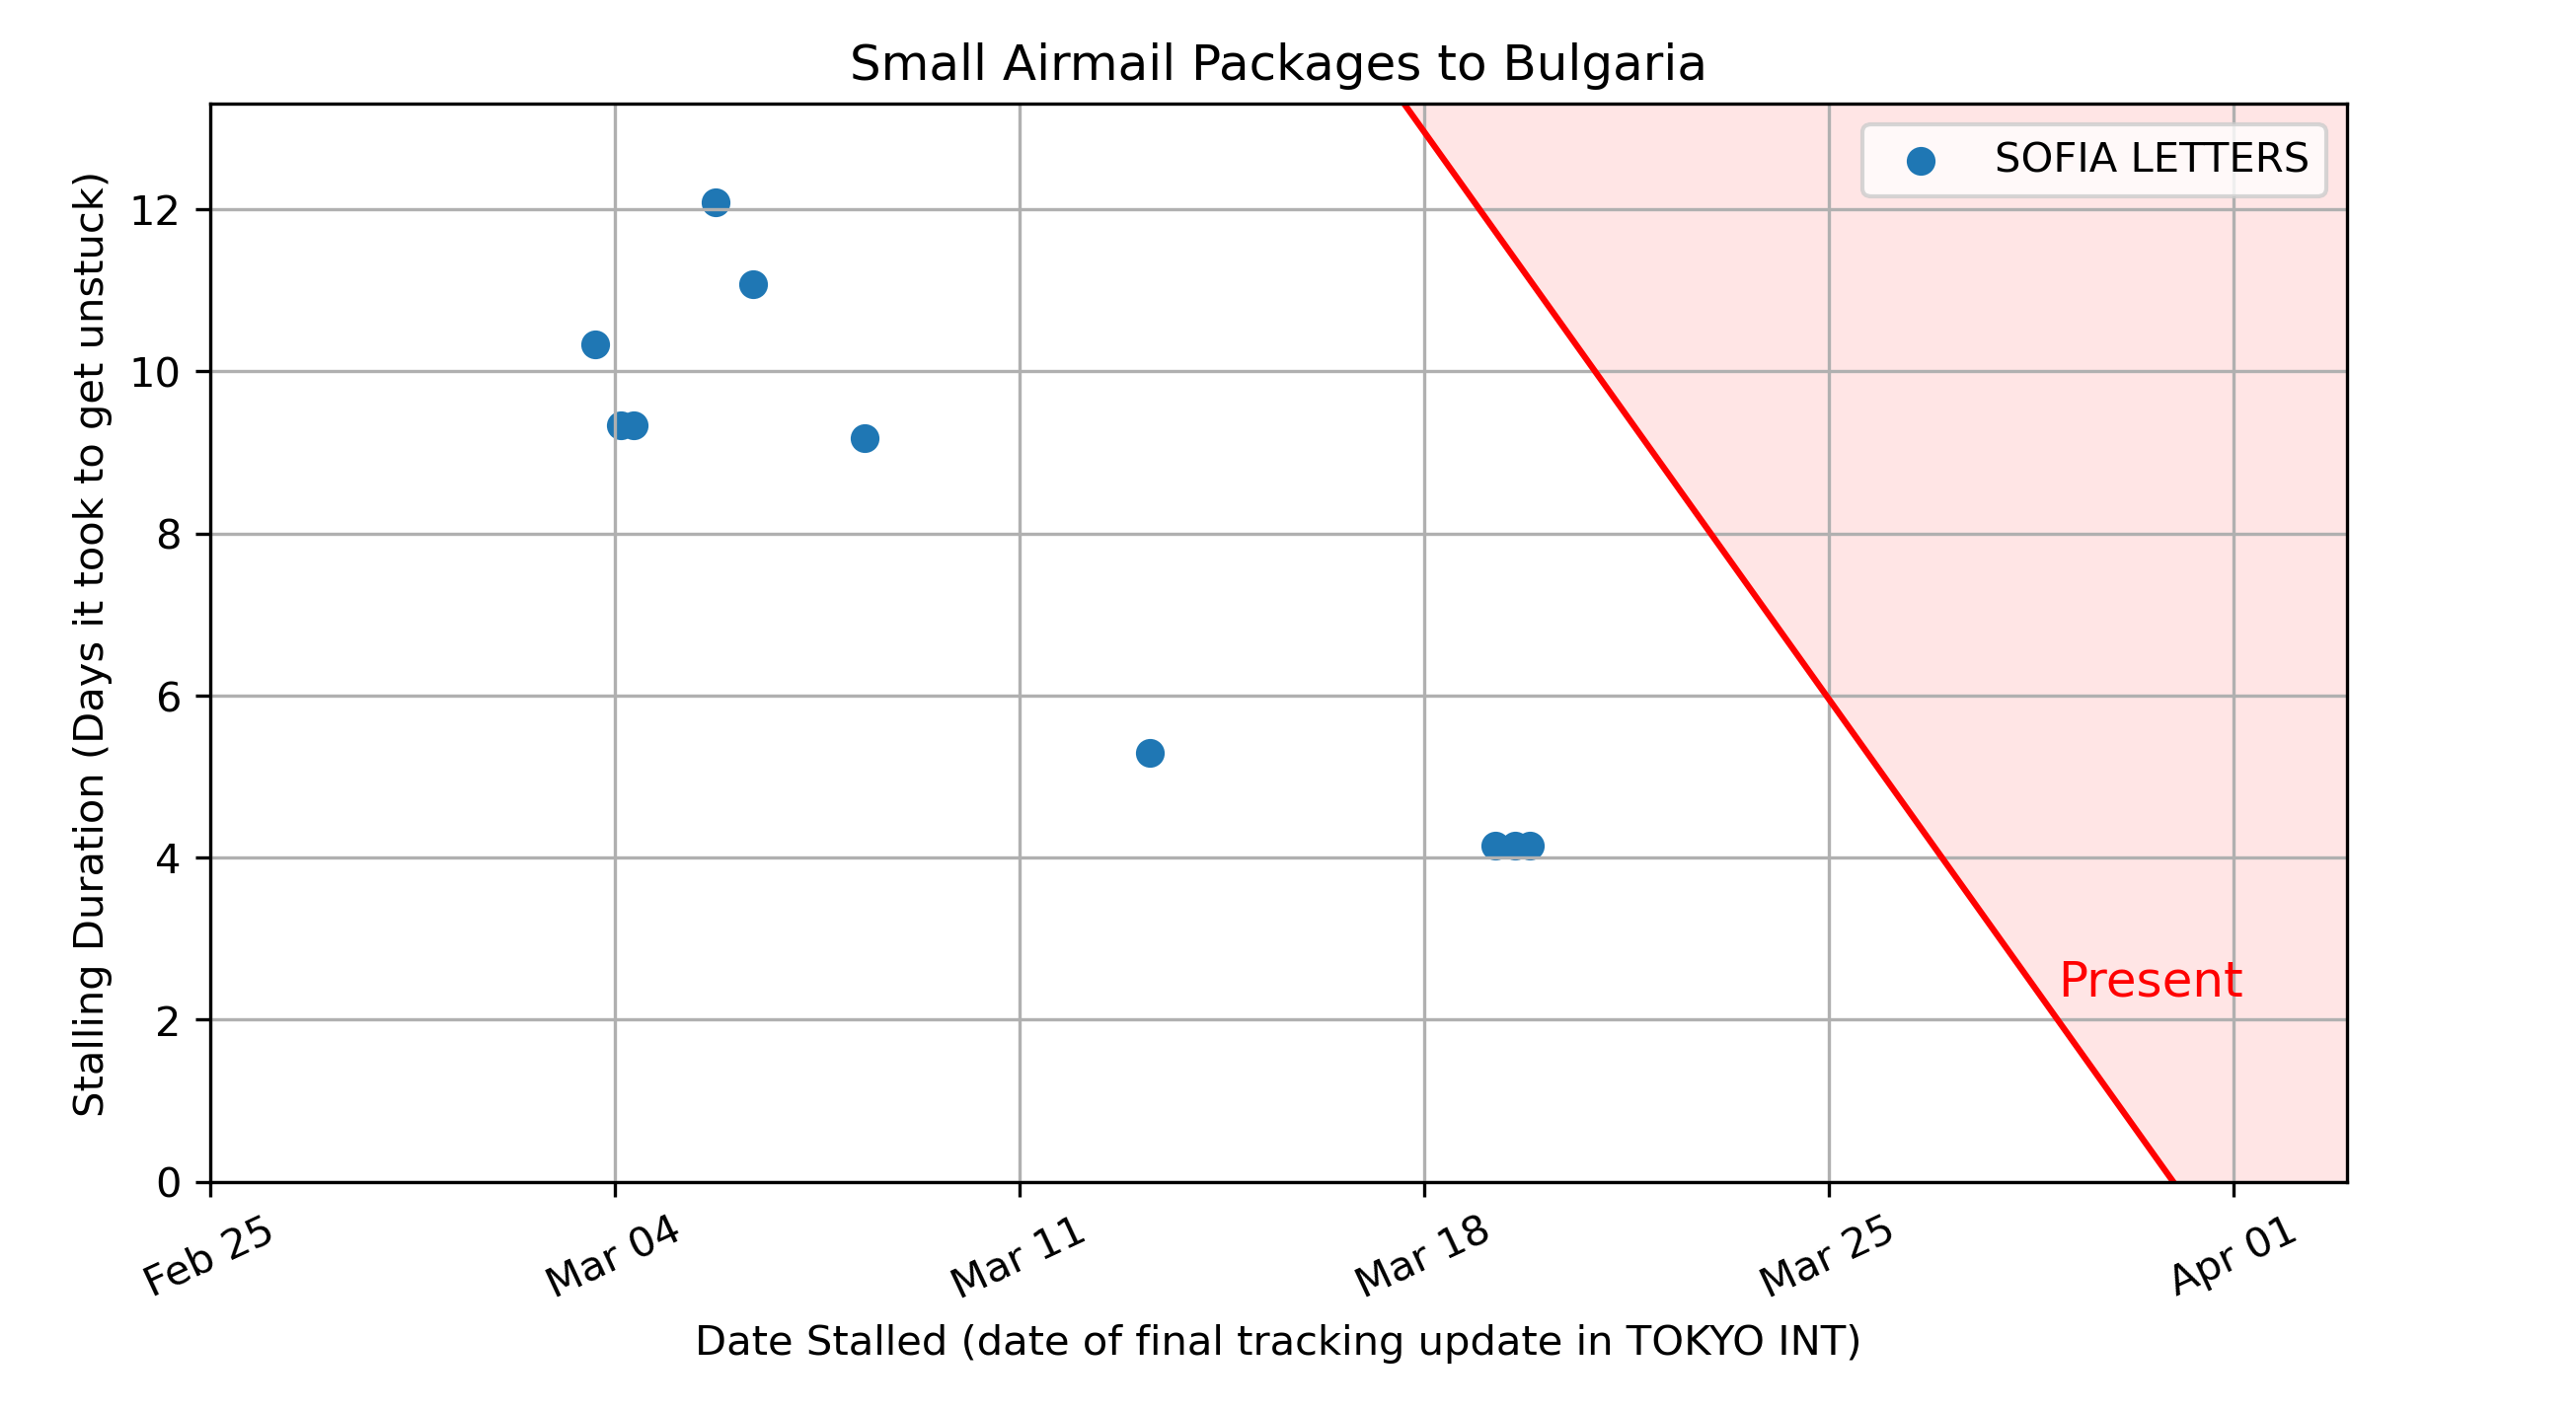 Small Airmail Packages to Bulgaria
SOFIA LETTERS
Stalling Duration (Days it took to get unstuck)
12
10
8
6
4
2
0
Present
Feb 25
Mar 04
Mar 11
Mar 18
Mar 25
Apr 01
Date Stalled (date of final tracking update in TOKYO INT)